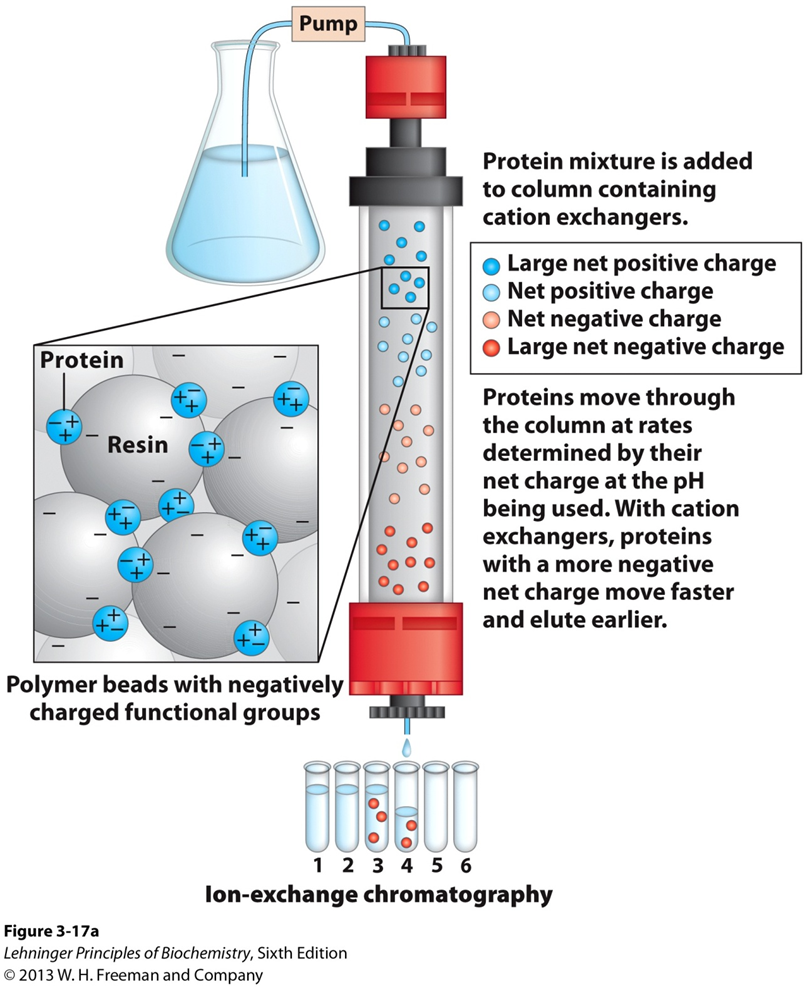 Pump
Protein mixture is added
to column containing
cation exchangers.
Large net positive charge
Net positive charge
Net negative charge
Large net negative charge
Proteins move through
the column at rates
determined by their
net charge at the pH
being used. With cation
exchangers, proteins
with a more negative
net charge move faster
and elute earlier.
Protein
Resin
Polymer beads with negatively
charged functional groups
1 2 3 4 5 6
Ion-exchange chromatography
Figure 3-17a
Lehninger Principles of Biochemistry, Sixth Edition
© 2013 W. H. Freeman and Company